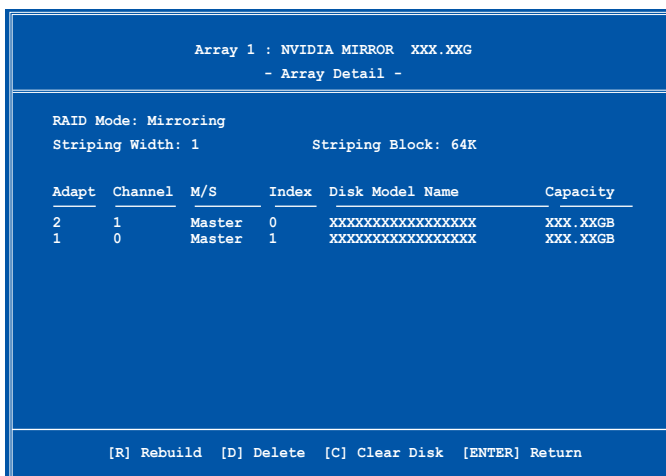 Array 1 : NVIDIA MIRROR XXX.XXG
- Array Detail -
RAID Mode: Mirroring
Striping Width: 1 Striping Block: 64K
Adapt Channel M/S Index Disk Model Name Capacity
2 1 Master 0 XXXXXXXXXXXXXXXXX XXX.XXGB
1 0 Master 1 XXXXXXXXXXXXXXXXX XXX.XXGB
[R] Rebuild [D] Delete [C] Clear Disk [ENTER] Return